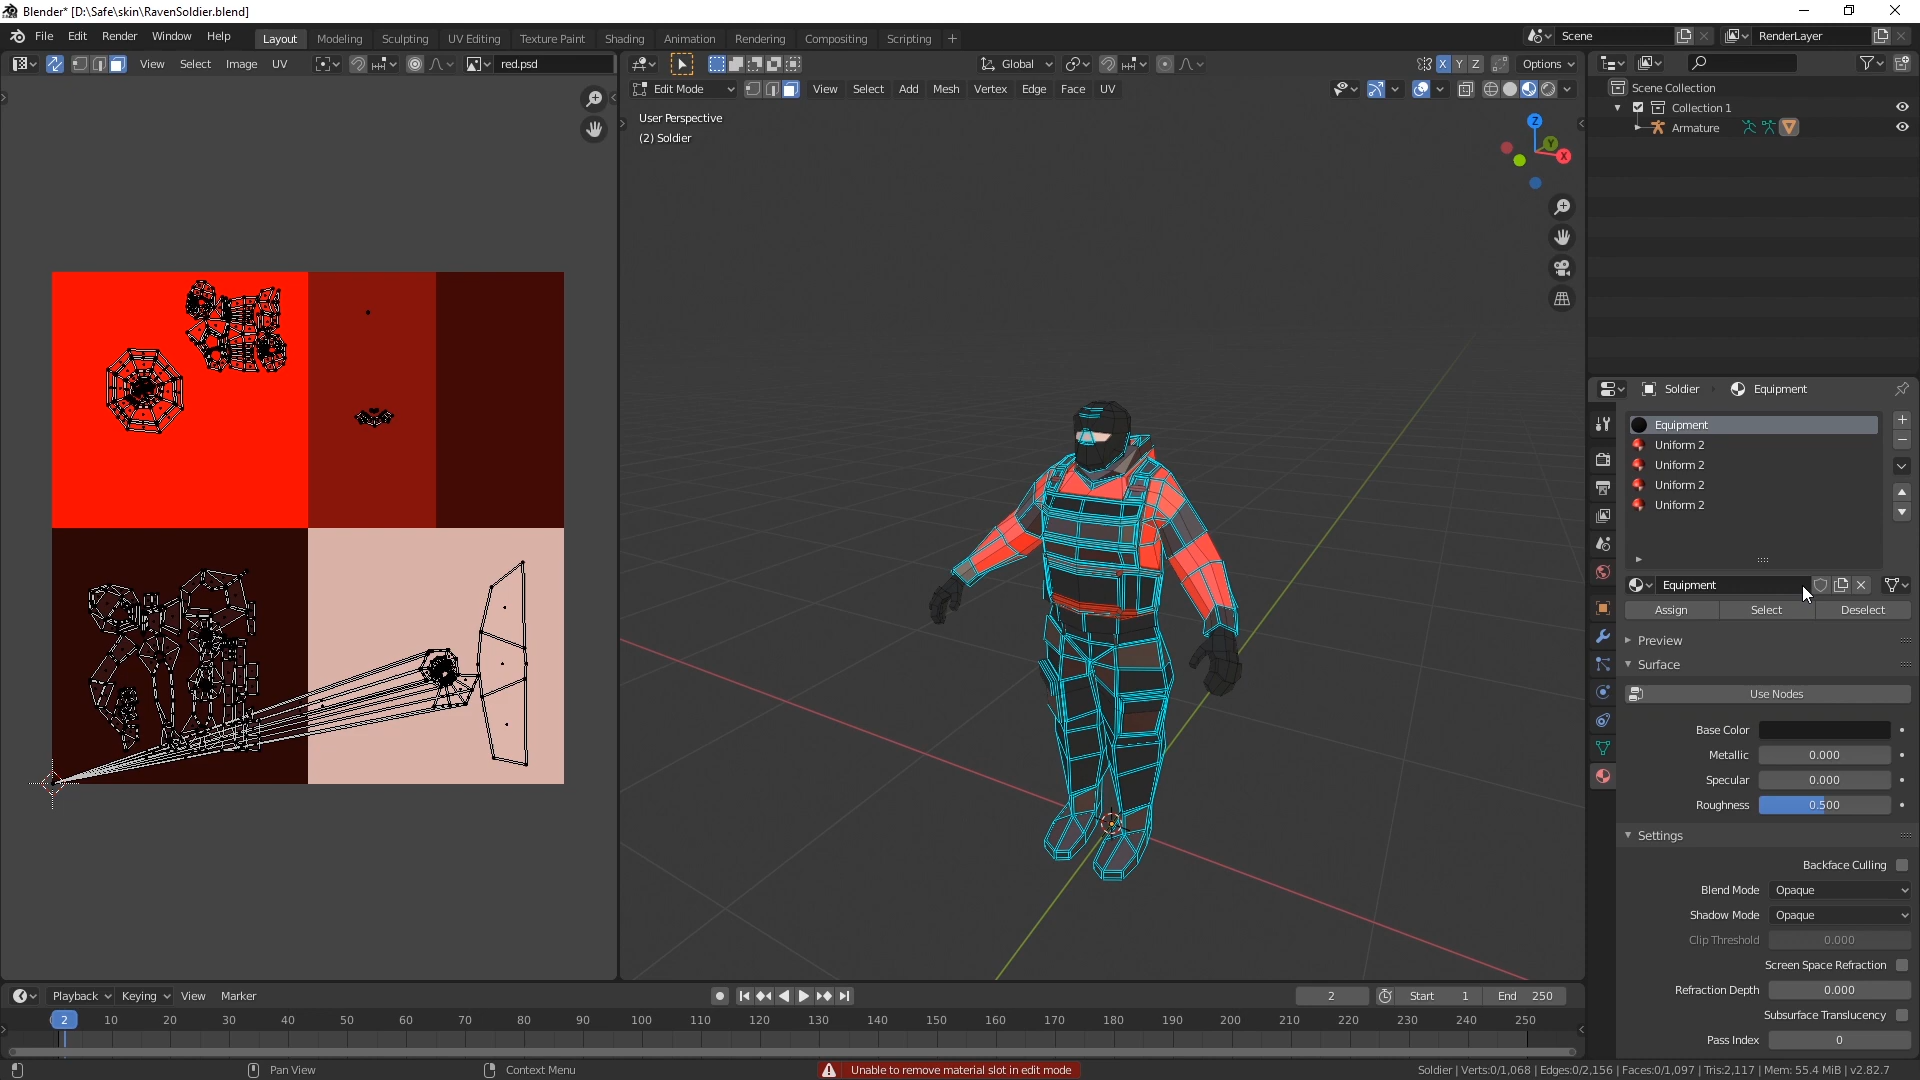 Blender* [D:\Safe\skin\RavenSoldier.blend]
File Edit Render Window Help Layout Modeling Sculpting UV Editing Texture Paint Shading Animation Rendering Compositing Scripting + Scene RenderLayer
View Select Image UV red.psd Global X Y Z Options
Edit Mode View Select Add Mesh Vertex Edge Face UV
Scene Collection
Collection 1
Armature
User Perspective
(2) Soldier
Z
Y
X
Soldier Equipment
Equipment
Uniform 2
Uniform 2
Uniform 2
Uniform 2
Equipment
Assign Select Deselect
Preview
Surface
Use Nodes
Base Color
Metallic 0.000
Specular 0.000
Roughness 0.500
Settings
Backface Culling
Blend Mode Opaque
Shadow Mode Opaque
Clip Threshold 0.000
Screen Space Refraction
Refraction Depth 0.000
Subsurface Translucency
Pass Index 0
Playback Keying View Marker 2 Start 1 End 250
2 10 20 30 40 50 60 70 80 90 100 110 120 130 140 150 160 170 180 190 200 210 220 230 240 250
Pan View Context Menu Unable to remove material slot in edit mode Soldier | Verts:0/1,068 | Edges:0/2,156 | Faces:0/1,097 | Tris:2,117 | Mem: 55.4 MiB | v2.82.7